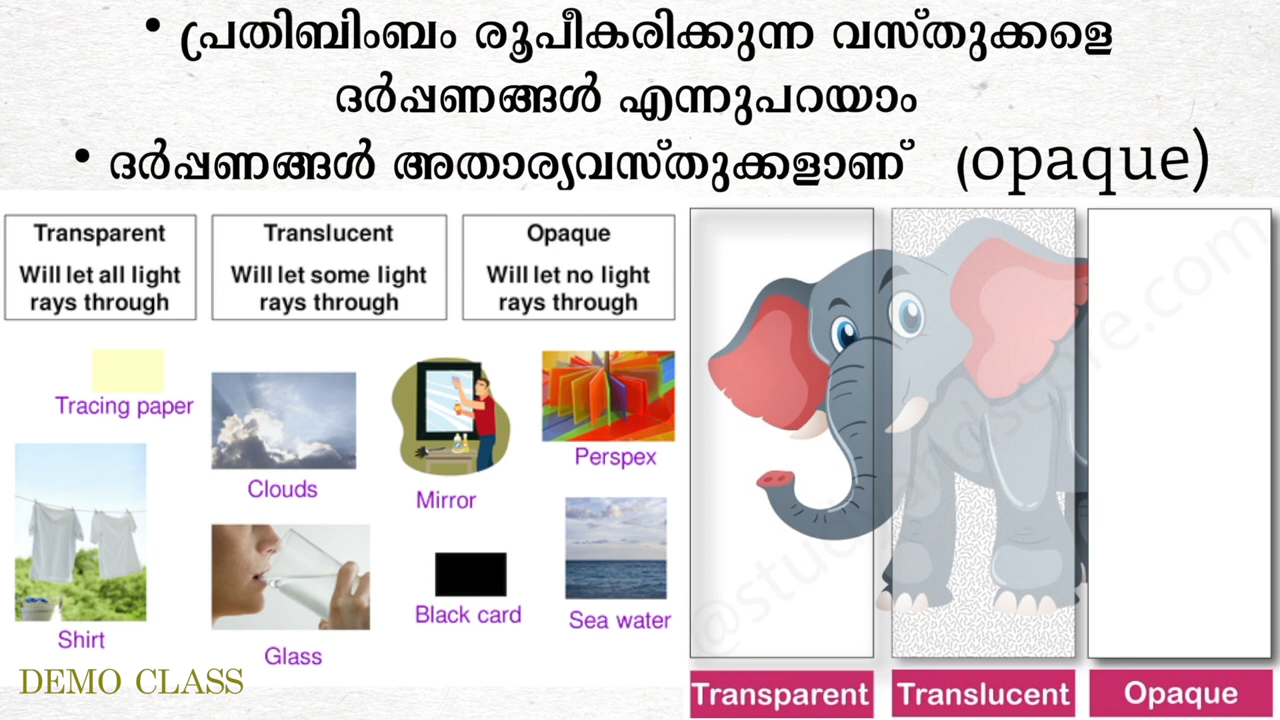 • പ്രതിബിംബം രൂപീകരിക്കുന്ന വസ്തുക്കളെ
ദർപ്പണങ്ങൾ എന്നുപറയാം
• ദർപ്പണങ്ങൾ അതാര്യവസ്തുക്കളാണ് (opaque)
Transparent
Will let all light
rays through
Translucent
Will let some light
rays through
Opaque
Will let no light
rays through
Tracing paper
Clouds
Mirror
Perspex
Shirt
Glass
Black card
Sea water
DEMO CLASS
Transparent
Translucent
Opaque